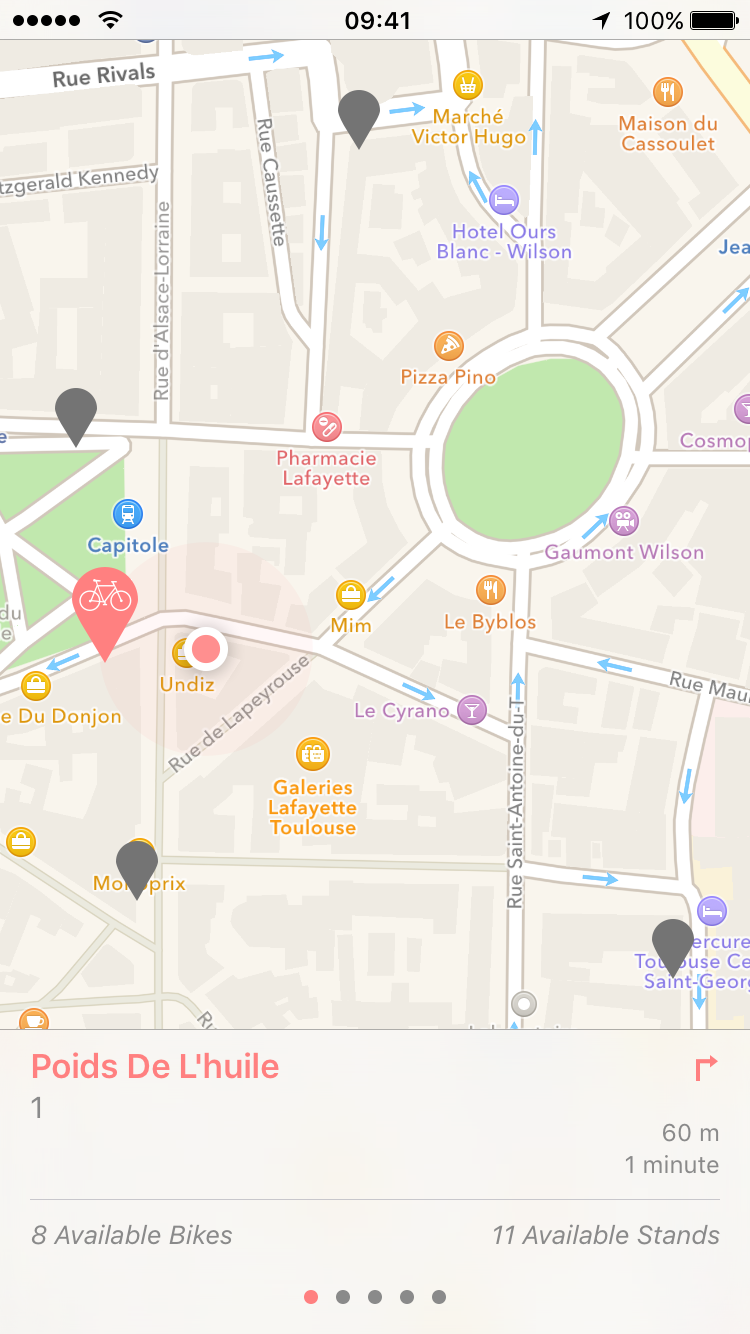 09:41
100%
Rue Rivals
Marché
Victor Hugo
Maison du
Cassoulet
Rue Caussette
tzgerald Kennedy
Rue d'Alsace-Lorraine
Hotel Ours
Blanc - Wilson
Jea
Pizza Pino
Cosmop
Pharmacie
Lafayette
Capitole
Gaumont Wilson
du
e
Mim
Le Byblos
Undiz
Rue Mau
e Du Donjon
Rue de Lapeyrouse
Le Cyrano
Rue Saint-Antoine-du-T
Galeries
Lafayette
Toulouse
ercure
Saint-Georg
Poids De L'huile
1
60 m
1 minute
8 Available Bikes
11 Available Stands